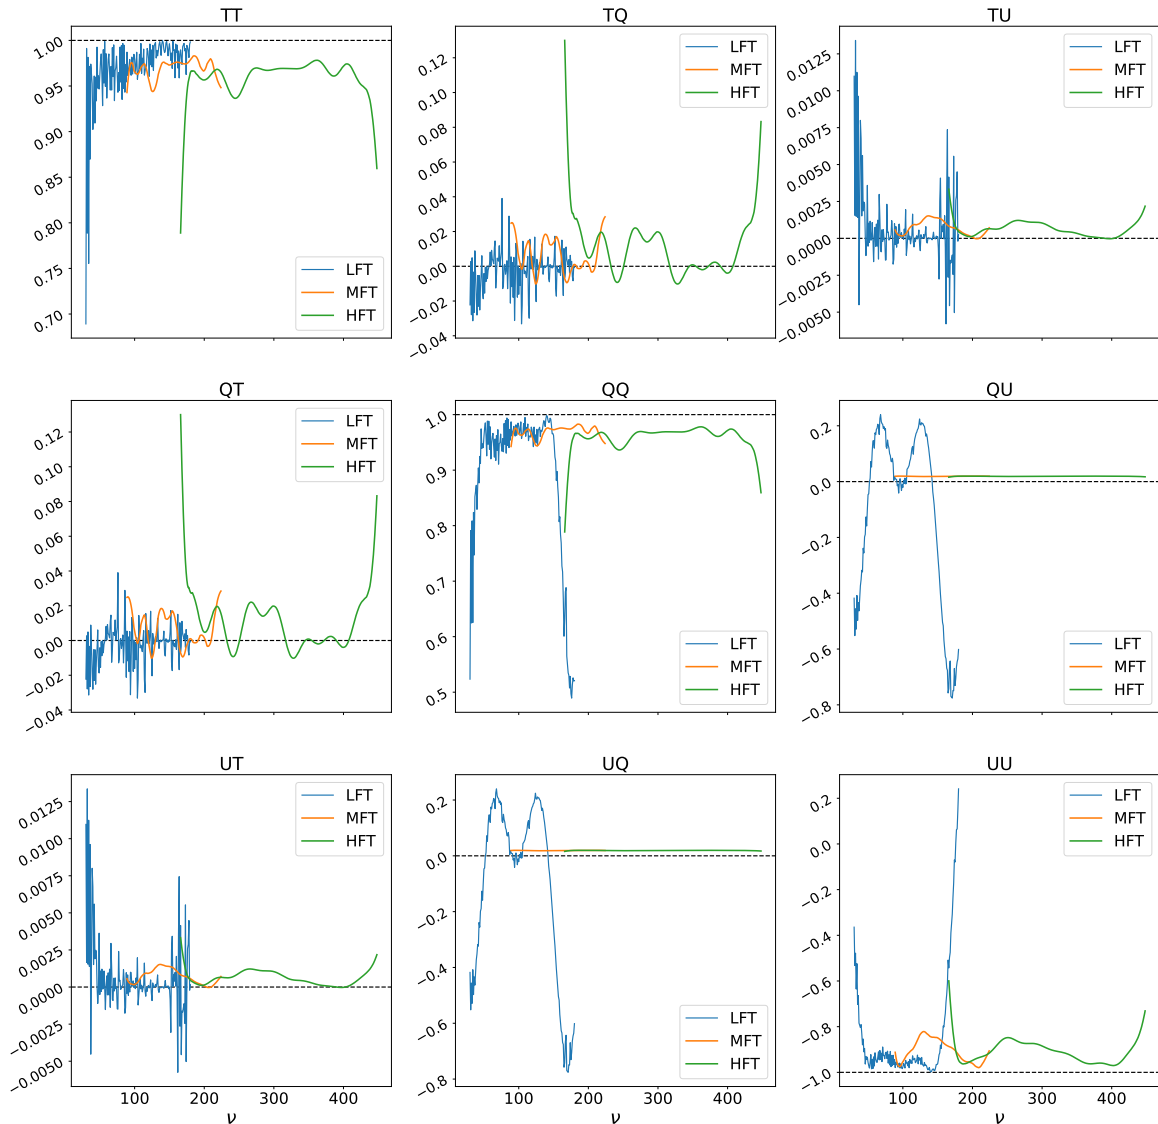 TT
1.00
0.95
0.90
0.85
0.80
0.75
0.70
LFT
MFT
HFT
TQ
0.12
0.10
0.08
0.06
0.04
0.02
0.00
−0.02
−0.04
LFT
MFT
HFT
TU
0.0125
0.0100
0.0075
0.0050
0.0025
0.0000
−0.0025
−0.0050
LFT
MFT
HFT
QT
0.12
0.10
0.08
0.06
0.04
0.02
0.00
−0.02
−0.04
LFT
MFT
HFT
QQ
1.0
0.9
0.8
0.7
0.6
0.5
LFT
MFT
HFT
QU
0.2
0.0
−0.2
−0.4
−0.6
−0.8
LFT
MFT
HFT
UT
0.0125
0.0100
0.0075
0.0050
0.0025
0.0000
−0.0025
−0.0050
LFT
MFT
HFT
100 200 300 400
ν
UQ
0.2
0.0
−0.2
−0.4
−0.6
−0.8
LFT
MFT
HFT
100 200 300 400
ν
UU
0.2
0.0
−0.2
−0.4
−0.6
−0.8
−1.0
LFT
MFT
HFT
100 200 300 400
ν